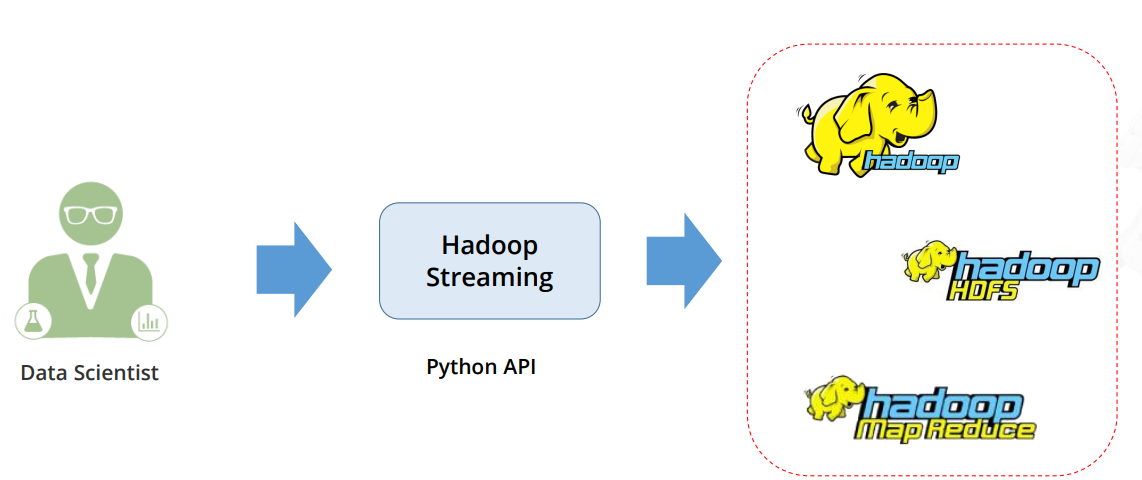 Data Scientist
Hadoop
Streaming
Python API
hadoop
hadoop
HDFS
hadoop
Map Reduce